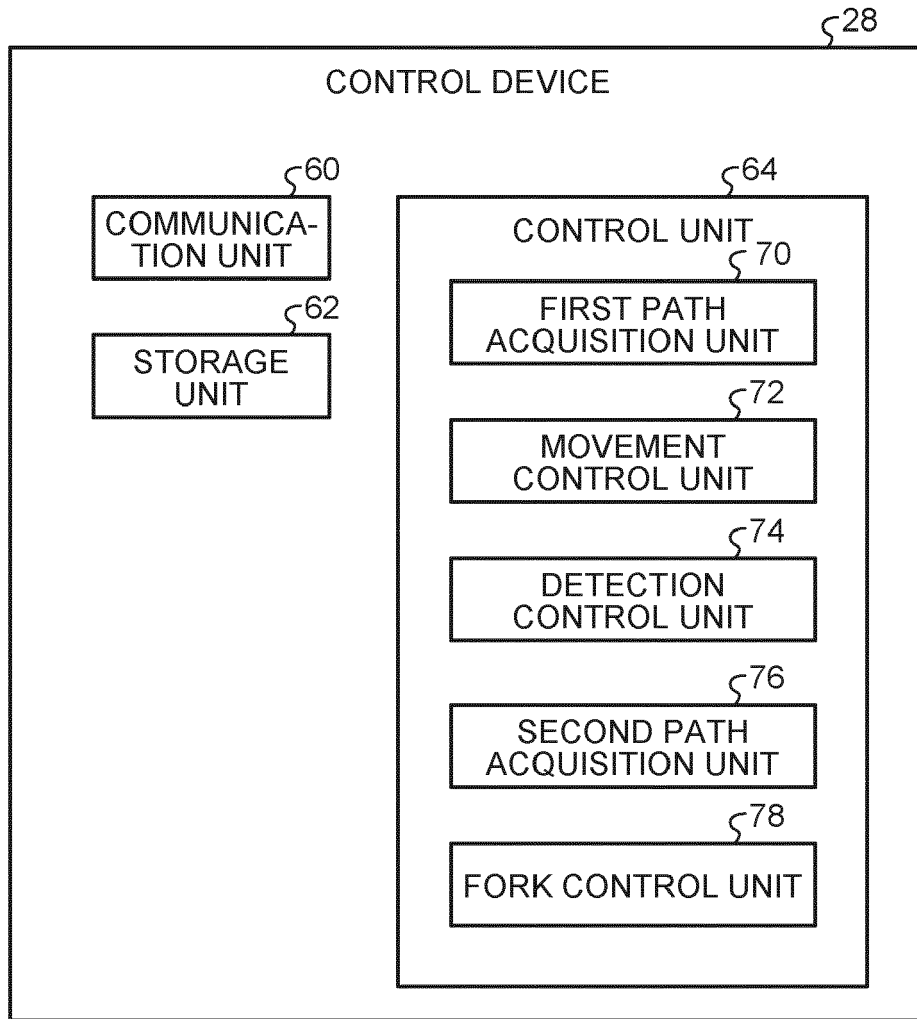 28
CONTROL DEVICE
60
COMMUNICA-
TION UNIT
62
STORAGE
UNIT
64
CONTROL UNIT
70
FIRST PATH
ACQUISITION UNIT
72
MOVEMENT
CONTROL UNIT
74
DETECTION
CONTROL UNIT
76
SECOND PATH
ACQUISITION UNIT
78
FORK CONTROL UNIT